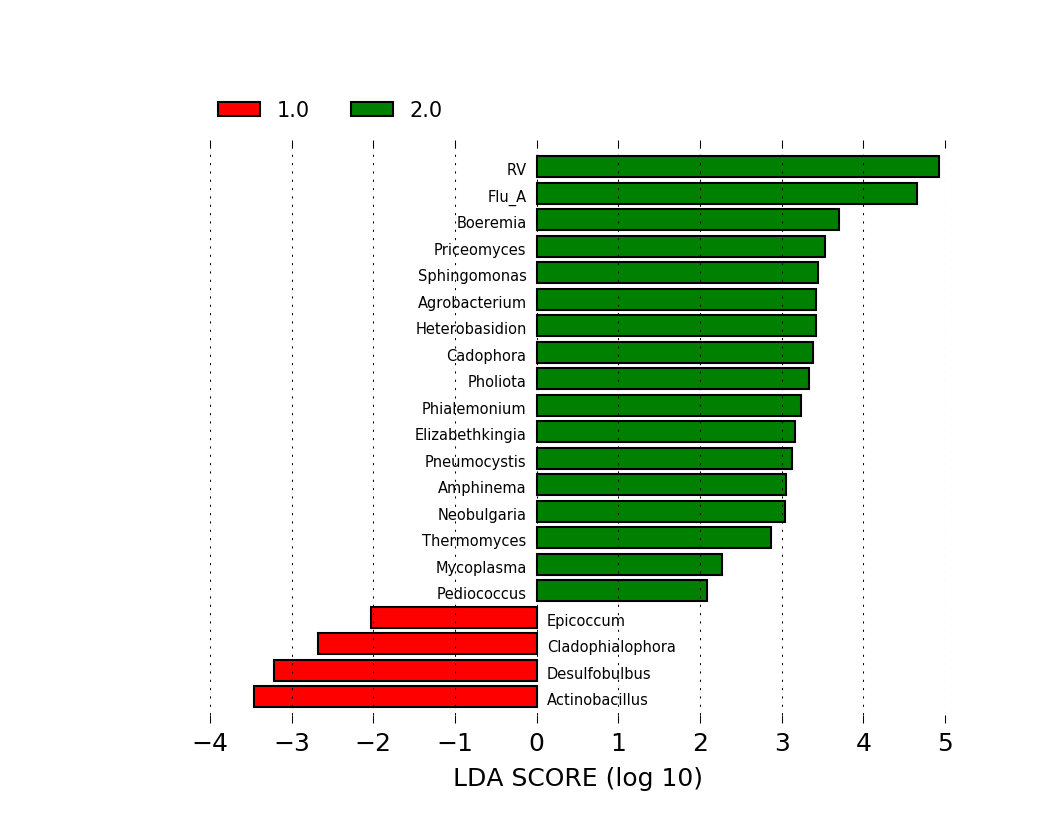 1.0 2.0
RV
Flu_A
Boeremia
Priceomyces
Sphingomonas
Agrobacterium
Heterobasidion
Cadophora
Pholiota
Phialemonium
Elizabethkingia
Pneumocystis
Amphinema
Neobulgaria
Thermomyces
Mycoplasma
Pediococcus
Epicoccum
Cladophialophora
Desulfobulbus
Actinobacillus
−4 −3 −2 −1 0 1 2 3 4 5
LDA SCORE (log 10)